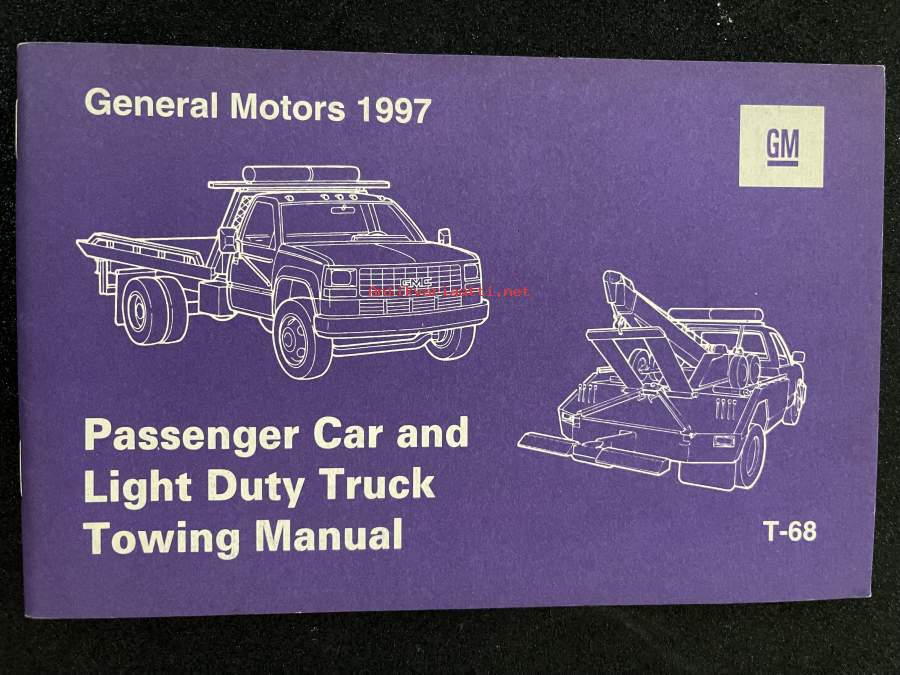 General Motors 1997
GM
GMC
Passenger Car and
Light Duty Truck
Towing Manual
T-68